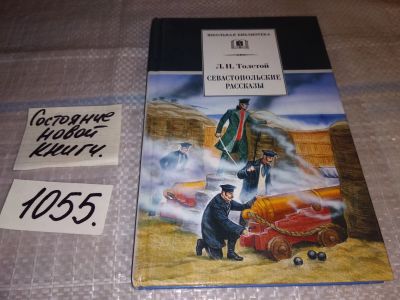 ШКОЛЬНАЯ БИБЛИОТЕКА
Л. Н. Толстой
СЕВАСТОПОЛЬСКИЕ
РАССКАЗЫ
Состояние
новой
книги.
1055.